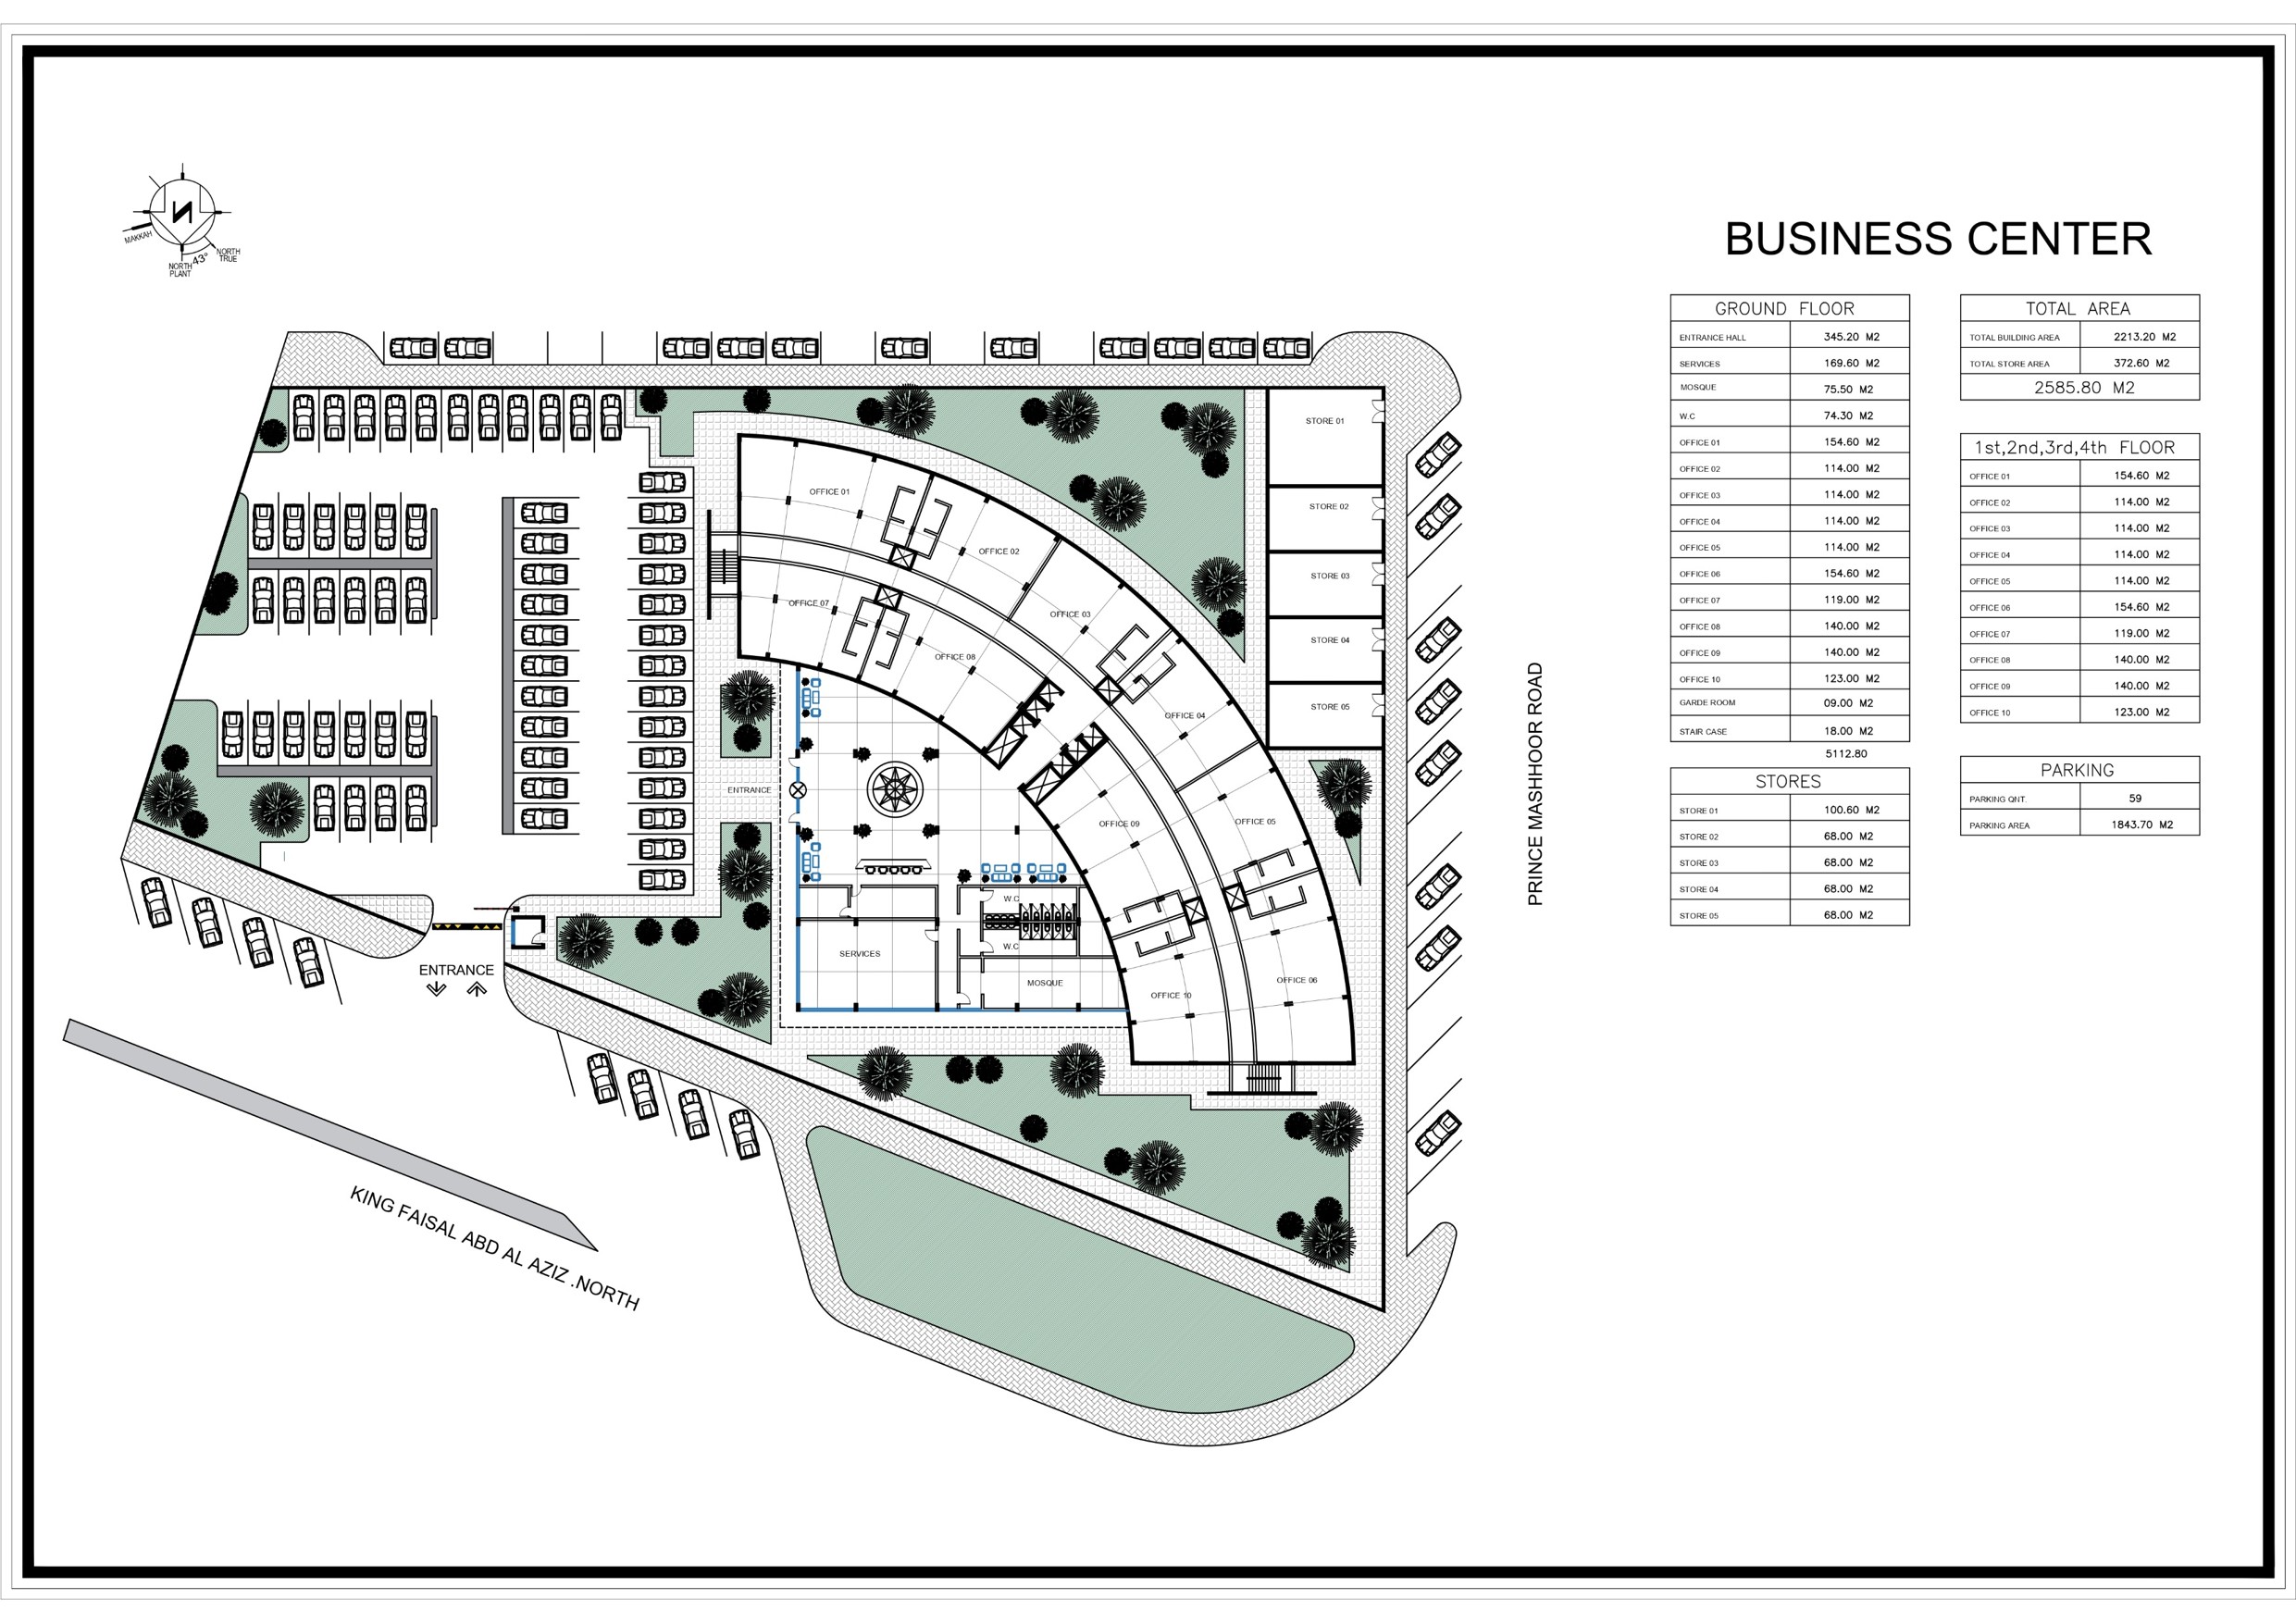 MAKKAH
NORTH
PLANT
43°
NORTH
TRUE
N
BUSINESS CENTER
GROUND FLOOR
ENTRANCE HALL 345.20 M2
SERVICES 169.60 M2
MOSQUE 75.50 M2
W.C 74.30 M2
OFFICE 01 154.60 M2
OFFICE 02 114.00 M2
OFFICE 03 114.00 M2
OFFICE 04 114.00 M2
OFFICE 05 114.00 M2
OFFICE 06 154.60 M2
OFFICE 07 119.00 M2
OFFICE 08 140.00 M2
OFFICE 09 140.00 M2
OFFICE 10 123.00 M2
GARDE ROOM 09.00 M2
STAIR CASE 18.00 M2
5112.80
STORES
STORE 01 100.60 M2
STORE 02 68.00 M2
STORE 03 68.00 M2
STORE 04 68.00 M2
STORE 05 68.00 M2
TOTAL AREA
TOTAL BUILDING AREA 2213.20 M2
TOTAL STORE AREA 372.60 M2
2585.80 M2
1st,2nd,3rd,4th FLOOR
OFFICE 01 154.60 M2
OFFICE 02 114.00 M2
OFFICE 03 114.00 M2
OFFICE 04 114.00 M2
OFFICE 05 114.00 M2
OFFICE 06 154.60 M2
OFFICE 07 119.00 M2
OFFICE 08 140.00 M2
OFFICE 09 140.00 M2
OFFICE 10 123.00 M2
PARKING
PARKING QNT. 59
PARKING AREA 1843.70 M2
STORE 01
STORE 02
STORE 03
STORE 04
STORE 05
OFFICE 01
OFFICE 02
OFFICE 03
OFFICE 04
OFFICE 05
OFFICE 06
OFFICE 07
OFFICE 08
OFFICE 09
OFFICE 10
ENTRANCE
W.C
W.C
SERVICES
MOSQUE
ENTRANCE
PRINCE MASHHOOR ROAD
KING FAISAL ABD AL AZIZ .NORTH